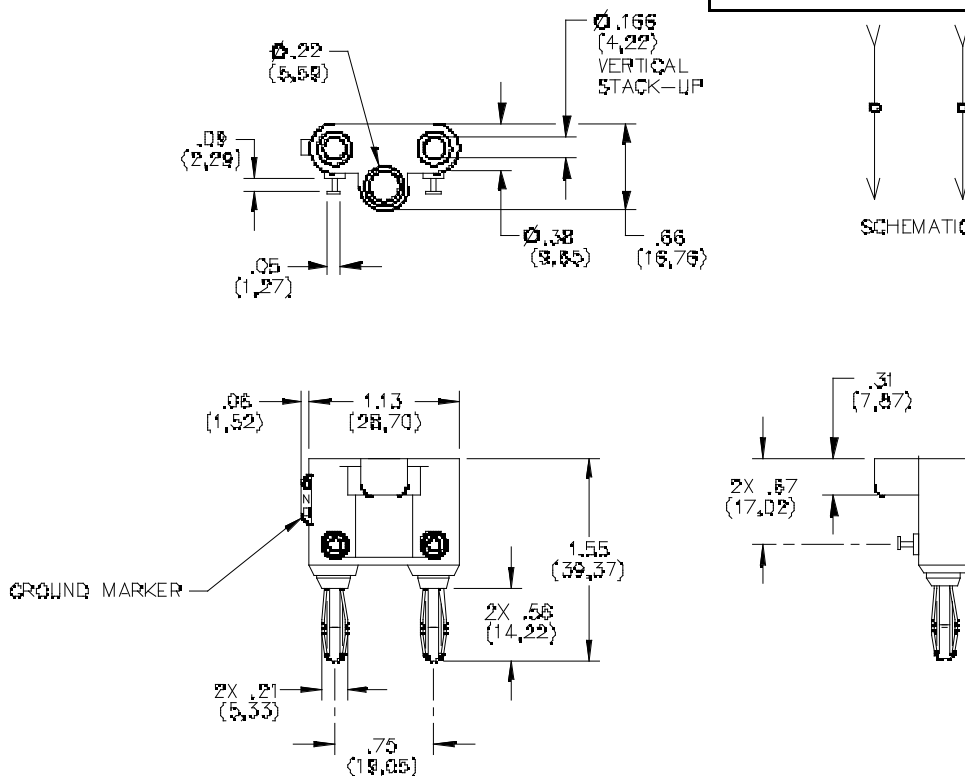 Ø.166
(4,22)
VERTICAL
STACK-UP
Ø.22
(5,59)
.09
(2,29)
Ø.38
(9,65)
.66
(16,76)
.05
(1,27)
SCHEMATIC
.06
(1,52)
1.13
(28,70)
.31
(7,87)
2X .67
(17,02)
1.55
(39,37)
GROUND MARKER
2X .56
(14,22)
2X .21
(5,33)
.75
(19,05)